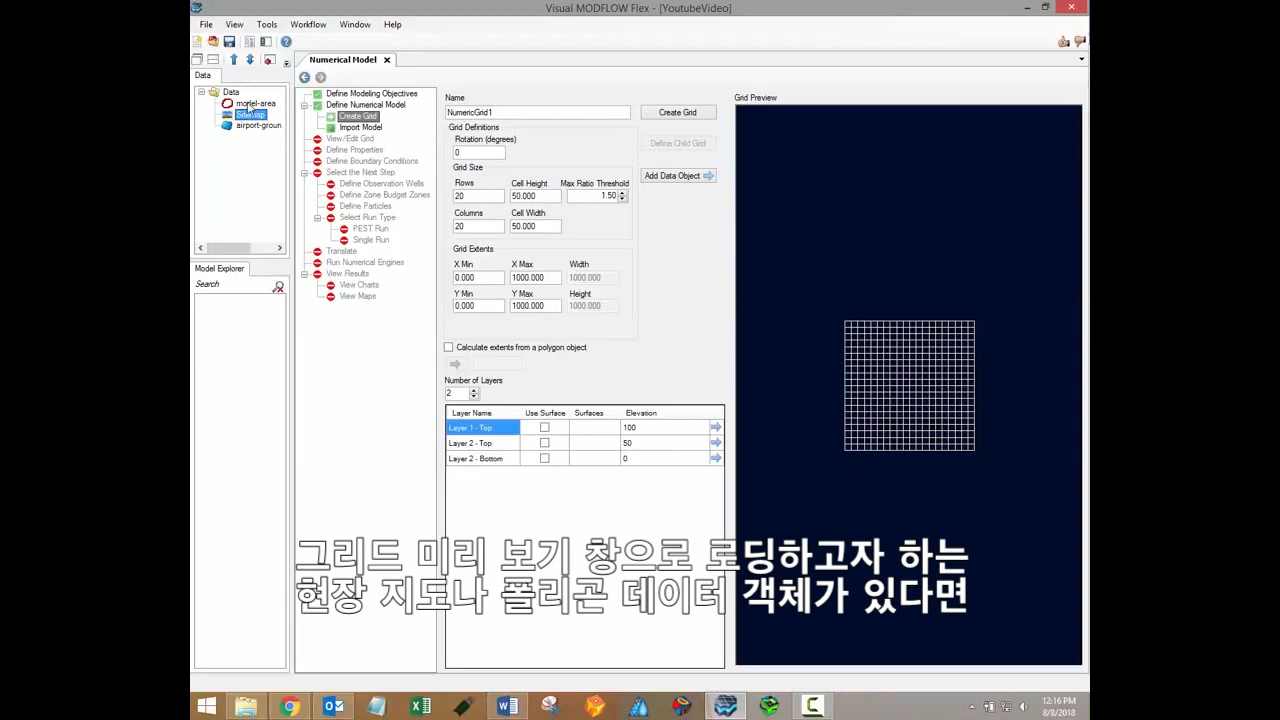 Visual MODFLOW Flex - [YoutubeVideo]
File View Tools Workflow Window Help
Data
Numerical Model
Data
model-area
Sitemap
airport-groun
Model Explorer
Search
Define Modeling Objectives
Define Numerical Model
Create Grid
Import Model
View/Edit Grid
Define Properties
Define Boundary Conditions
Select the Next Step
Define Observation Wells
Define Zone Budget Zones
Define Particles
Select Run Type
PEST Run
Single Run
Translate
Run Numerical Engines
View Results
View Charts
View Maps
Name
NumericGrid1
Create Grid
Grid Definitions
Rotation (degrees)
0
Define Child Grid
Grid Size
Add Data Object
Rows Cell Height Max Ratio Threshold
20 50.000 1.50
Columns Cell Width
20 50.000
Grid Extents
X Min X Max Width
0.000 1000.000 1000.000
Y Min Y Max Height
0.000 1000.000 1000.000
Calculate extents from a polygon object
Number of Layers
2
Layer Name Use Surface Surfaces Elevation
Layer 1 - Top 100
Layer 2 - Top 50
Layer 2 - Bottom 0
Grid Preview
그리드 미리 보기 창으로 로딩하고자 하는
현장 지도나 폴리곤 데이터 객체가 있다면
12:16 PM
8/8/2018